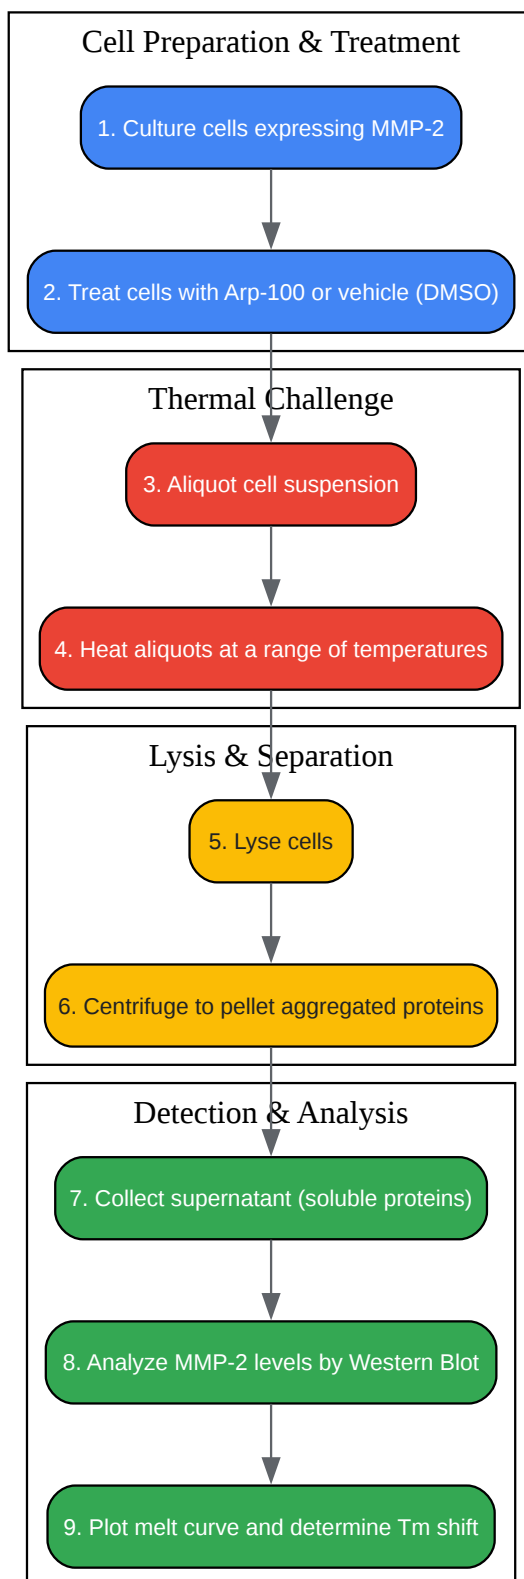 Cell Preparation & Treatment
1. Culture cells expressing MMP-2
2. Treat cells with Arp-100 or vehicle (DMSO)
Thermal Challenge
3. Aliquot cell suspension
4. Heat aliquots at a range of temperatures
Lysis & Separation
5. Lyse cells
6. Centrifuge to pellet aggregated proteins
Detection & Analysis
7. Collect supernatant (soluble proteins)
8. Analyze MMP-2 levels by Western Blot
9. Plot melt curve and determine Tm shift